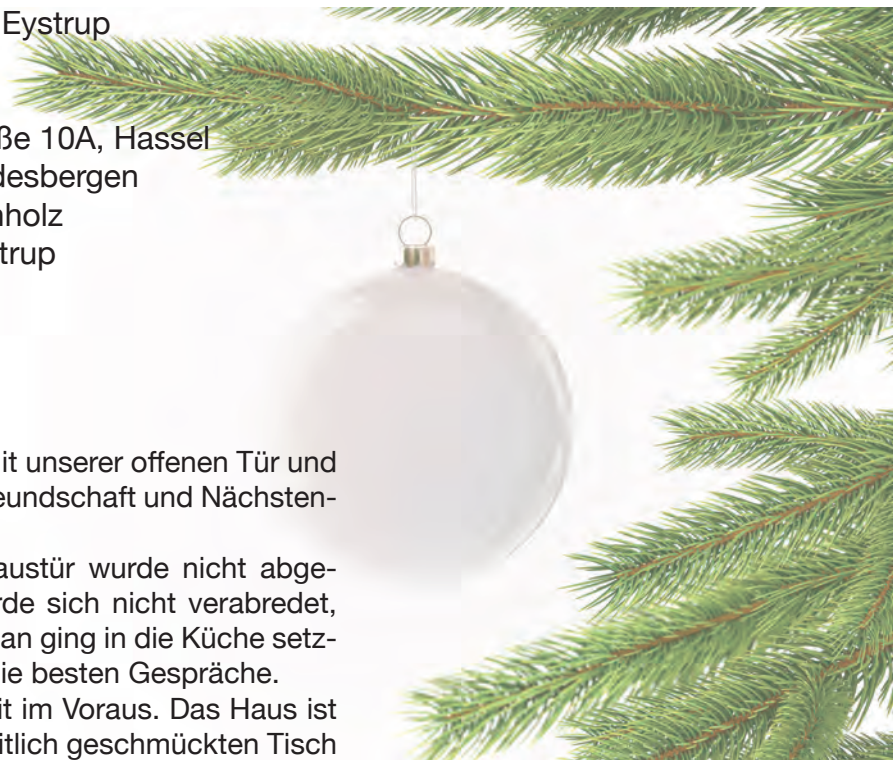 Eystrup
ße 10A, Hassel
desbergen
holz
trup
it unserer offenen Tür und
eundschaft und Nächsten-
austür wurde nicht abge-
rde sich nicht verabredet,
an ging in die Küche setz-
ie besten Gespräche.
it im Voraus. Das Haus ist
itlich geschmückten Tisch